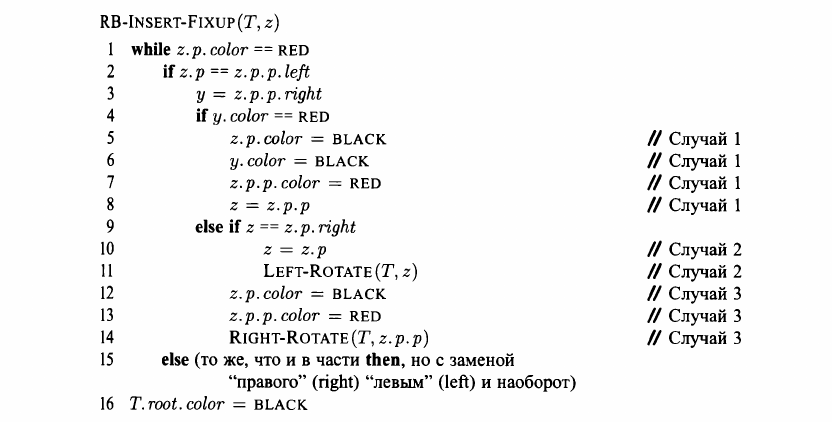 RB-INSERT-FIXUP(T, z)
1 while z.p.color == RED
2 if z.p == z.p.p.left
3 y = z.p.p.right
4 if y.color == RED
5 z.p.color = BLACK // Случай 1
6 y.color = BLACK // Случай 1
7 z.p.p.color = RED // Случай 1
8 z = z.p.p // Случай 1
9 else if z == z.p.right
10 z = z.p // Случай 2
11 LEFT-ROTATE(T, z) // Случай 2
12 z.p.color = BLACK // Случай 3
13 z.p.p.color = RED // Случай 3
14 RIGHT-ROTATE(T, z.p.p) // Случай 3
15 else (то же, что и в части then, но с заменой
“правого” (right) “левым” (left) и наоборот)
16 T.root.color = BLACK